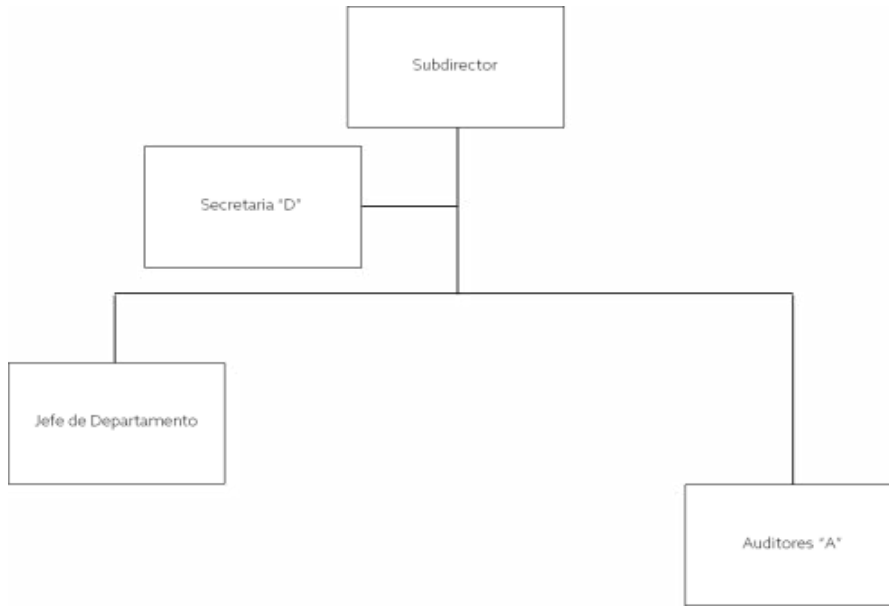 Subdirector
Secretaria "D"
Jefe de Departamento
Auditores "A"